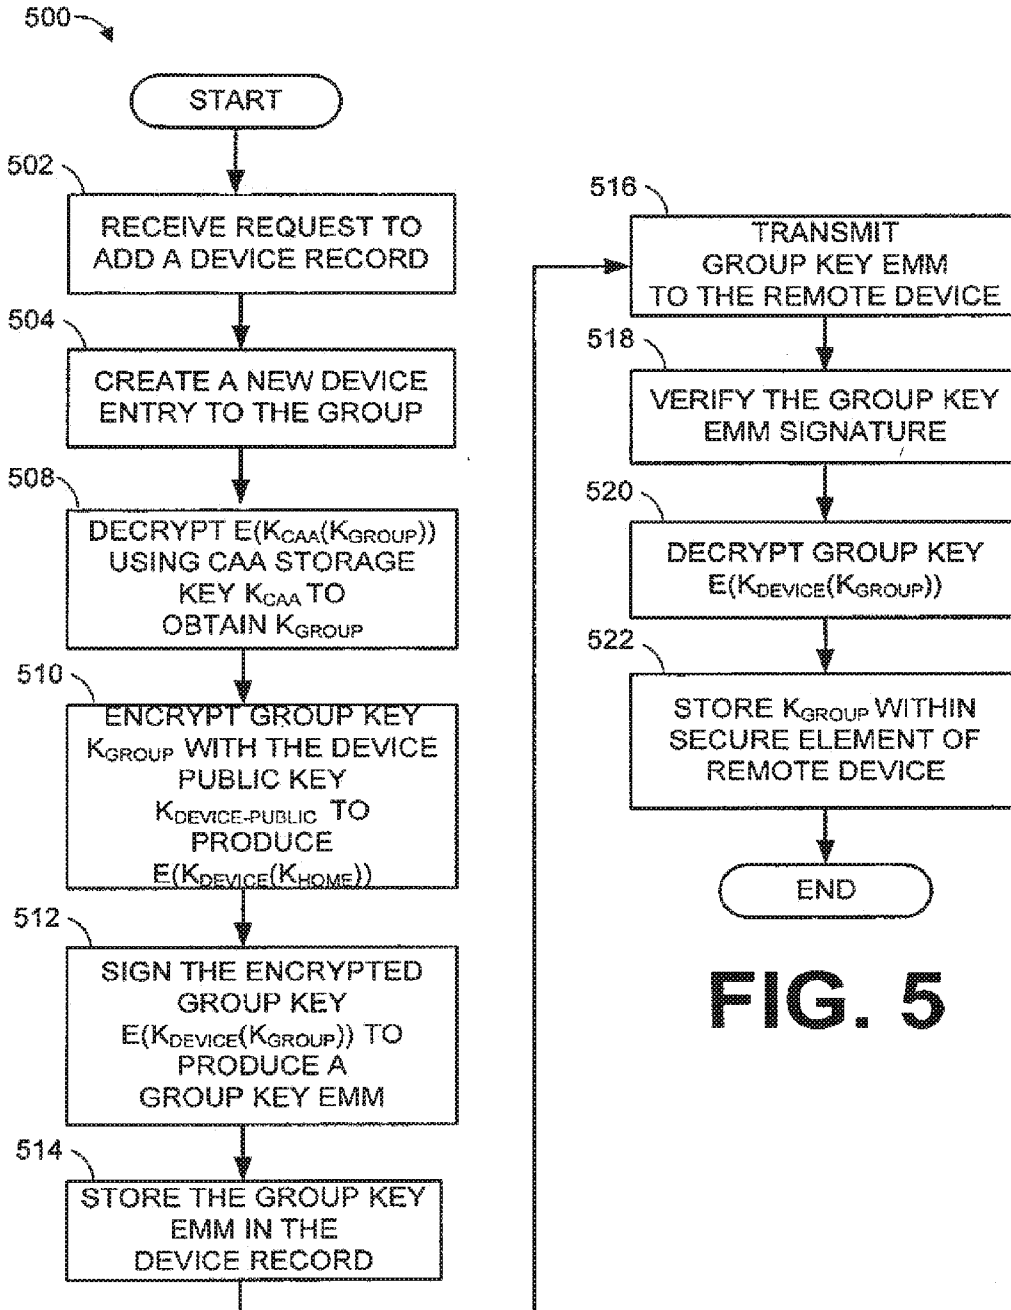 500
START
502
RECEIVE REQUEST TO
ADD A DEVICE RECORD
504
CREATE A NEW DEVICE
ENTRY TO THE GROUP
508
DECRYPT E(KCAA(KGROUP))
USING CAA STORAGE
KEY KCAA TO
OBTAIN KGROUP
510
ENCRYPT GROUP KEY
KGROUP WITH THE DEVICE
PUBLIC KEY
KDEVICE-PUBLIC TO
PRODUCE
E(KDEVICE(KHOME))
512
SIGN THE ENCRYPTED
GROUP KEY
E(KDEVICE(KGROUP)) TO
PRODUCE A
GROUP KEY EMM
514
STORE THE GROUP KEY
EMM IN THE
DEVICE RECORD
516
TRANSMIT
GROUP KEY EMM
TO THE REMOTE DEVICE
518
VERIFY THE GROUP KEY
EMM SIGNATURE
520
DECRYPT GROUP KEY
E(KDEVICE(KGROUP))
522
STORE KGROUP WITHIN
SECURE ELEMENT OF
REMOTE DEVICE
END
FIG. 5